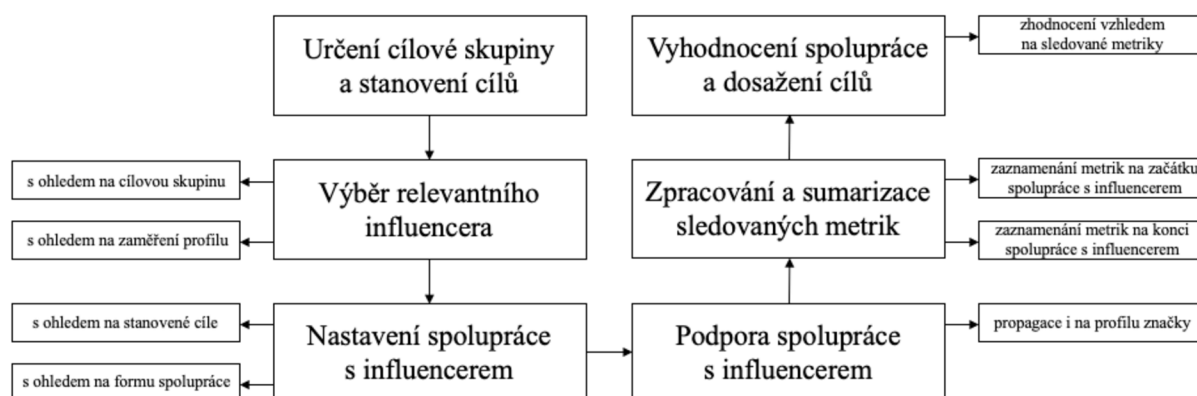 Určení cílové skupiny
a stanovení cílů
s ohledem na cílovou skupinu
s ohledem na zaměření profilu
Výběr relevantního
influencera
s ohledem na stanovené cíle
s ohledem na formu spolupráce
Nastavení spolupráce
s influencerem
Podpora spolupráce
s influencerem
propagace i na profilu značky
Zpracování a sumarizace
sledovaných metrik
zaznamenání metrik na začátku
spolupráce s influencerem
zaznamenání metrik na konci
spolupráce s influencerem
Vyhodnocení spolupráce
a dosažení cílů
zhodnocení vzhledem
na sledované metriky